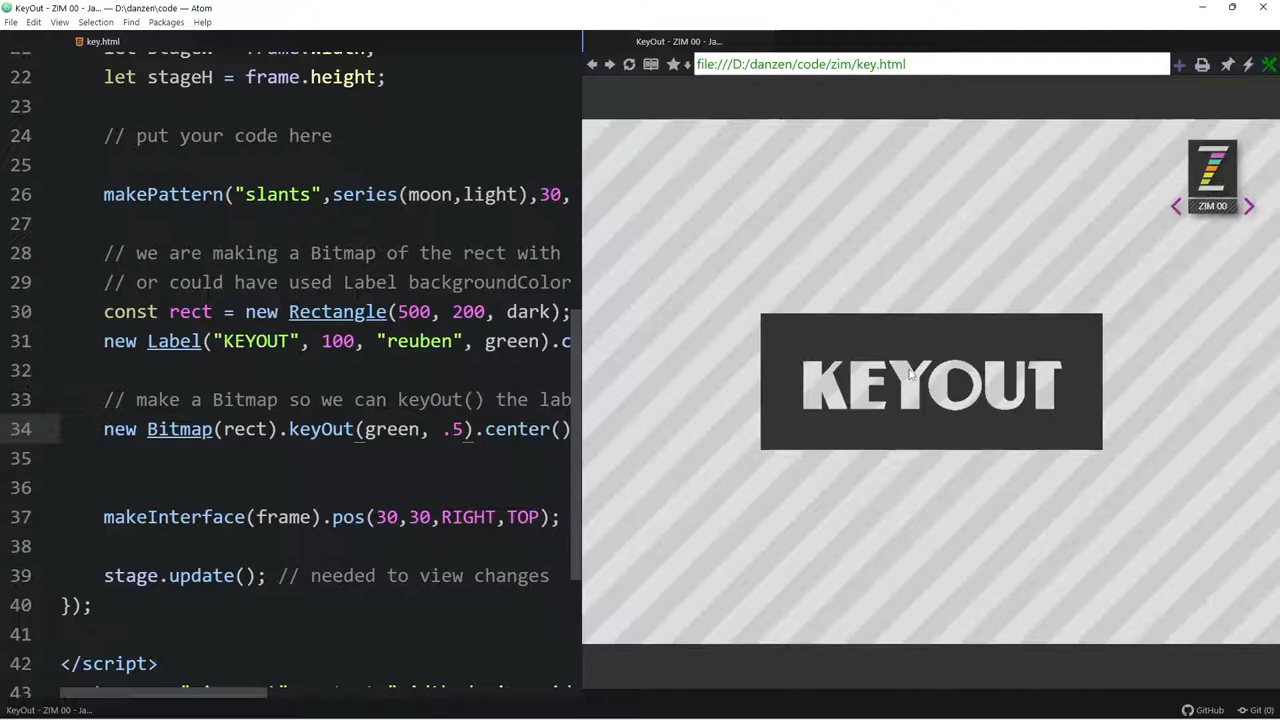 KeyOut - ZIM 00 - Ja... — D:\danzen\code — Atom
File Edit View Selection Find Packages Help
key.html
KeyOut - ZIM 00 - Ja...
file:///D:/danzen/code/zim/key.html
22 let stageH = frame.height;
23
24 // put your code here
25
26 makePattern("slants",series(moon,light),30,
27
28 // we are making a Bitmap of the rect with
29 // or could have used Label backgroundColor
30 const rect = new Rectangle(500, 200, dark);
31 new Label("KEYOUT", 100, "reuben", green).c
32
33 // make a Bitmap so we can keyOut() the lab
34 new Bitmap(rect).keyOut(green, .5).center()
35
36
37 makeInterface(frame).pos(30,30,RIGHT,TOP);
38
39 stage.update(); // needed to view changes
40 });
41
42 </script>
43
Z
ZIM 00
KEYOUT
KeyOut - ZIM 00 - Ja...
GitHub
Git (0)